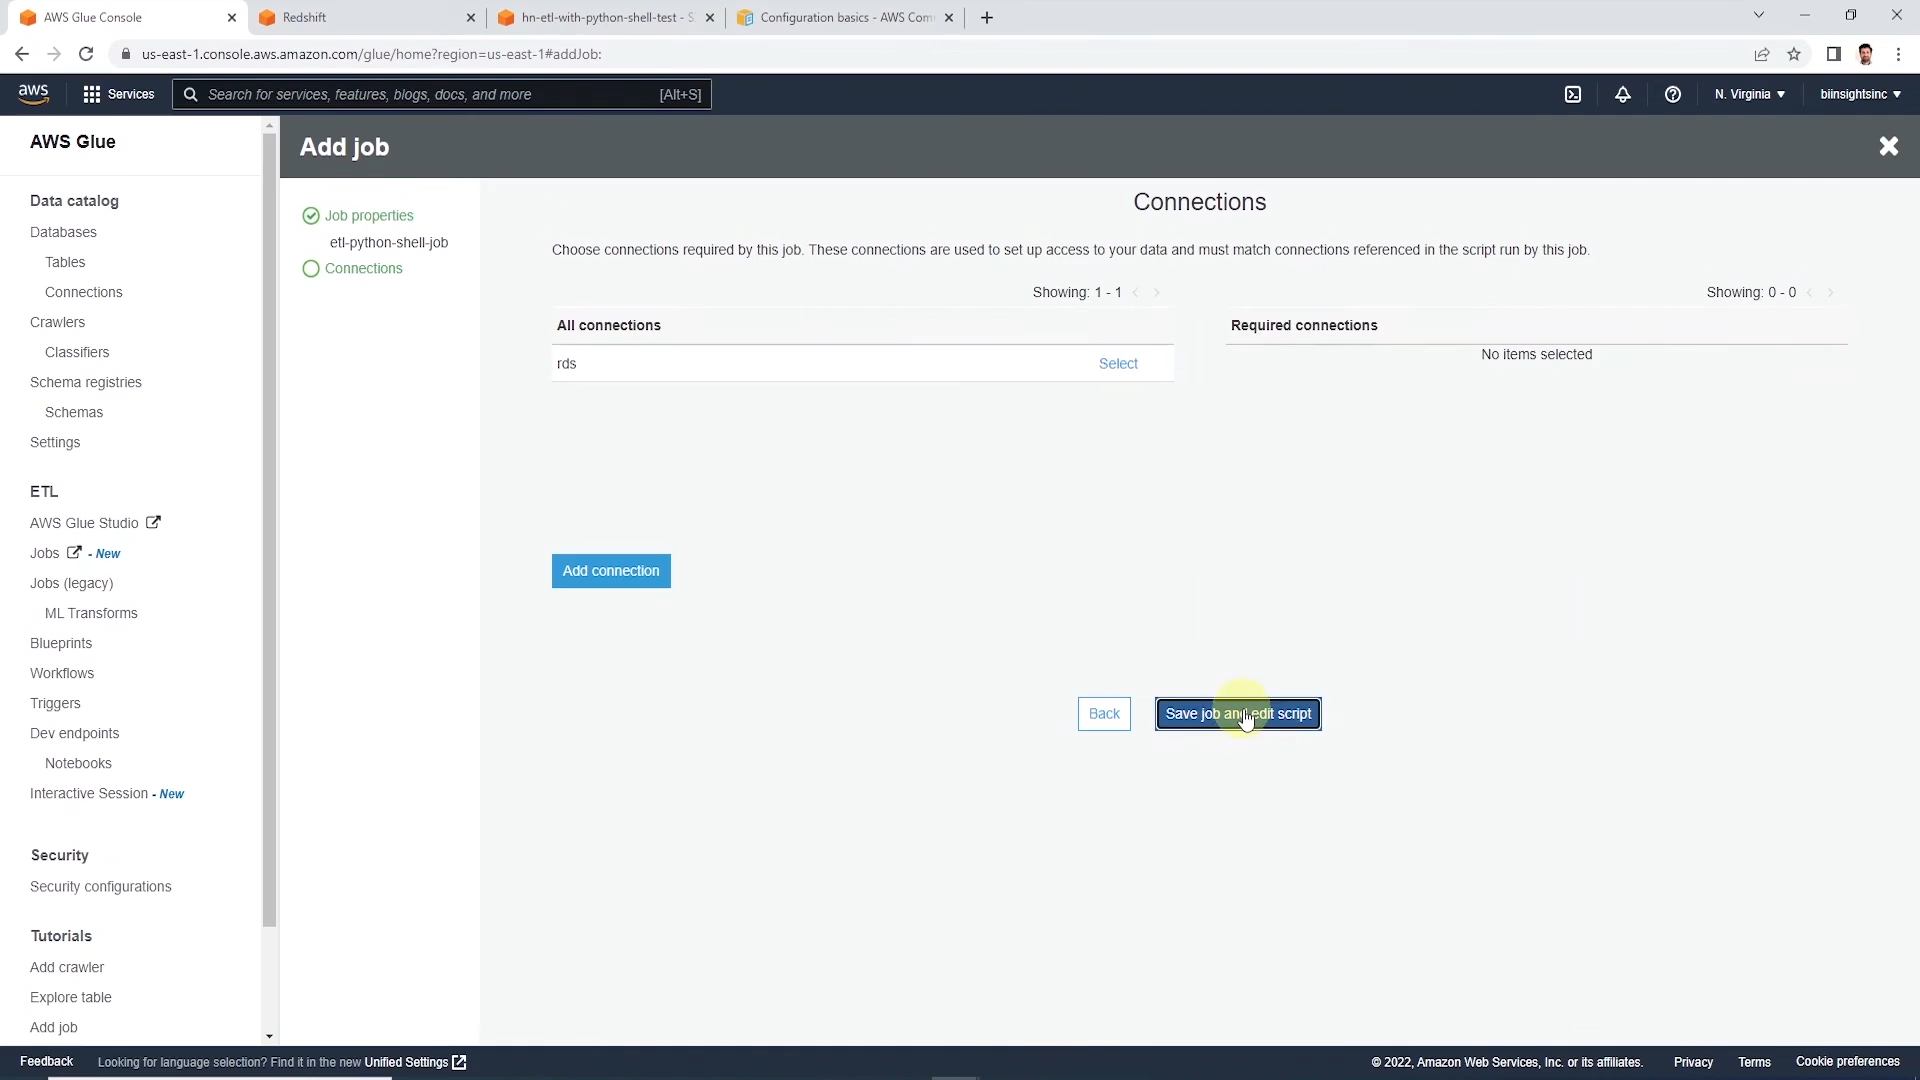 AWS Glue Console
Redshift
hn-etl-with-python-shell-test - S
Configuration basics - AWS Com
us-east-1.console.aws.amazon.com/glue/home?region=us-east-1#addJob:
aws
Services
Search for services, features, blogs, docs, and more
[Alt+S]
N. Virginia
biinsightsinc
AWS Glue
Data catalog
Databases
Tables
Connections
Crawlers
Classifiers
Schema registries
Schemas
Settings
ETL
AWS Glue Studio
Jobs - New
Jobs (legacy)
ML Transforms
Blueprints
Workflows
Triggers
Dev endpoints
Notebooks
Interactive Session - New
Security
Security configurations
Tutorials
Add crawler
Explore table
Add job
Add job
Job properties
etl-python-shell-job
Connections
Connections
Choose connections required by this job. These connections are used to set up access to your data and must match connections referenced in the script run by this job.
Showing: 1 - 1
All connections
rds
Select
Showing: 0 - 0
Required connections
No items selected
Add connection
Back
Save job and edit script
Feedback
Looking for language selection? Find it in the new Unified Settings
© 2022, Amazon Web Services, Inc. or its affiliates.
Privacy
Terms
Cookie preferences